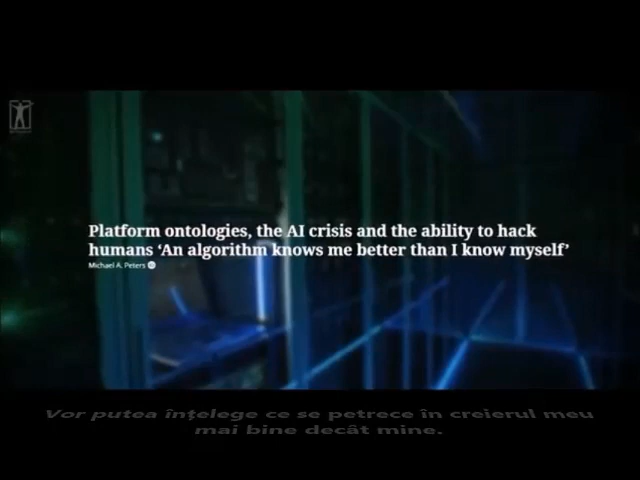 Platform ontologies, the AI crisis and the ability to hack
humans ‘An algorithm knows me better than I know myself’
Michael A. Peters
Vor putea înțelege ce se petrece în creierul meu
mai bine decât mine.